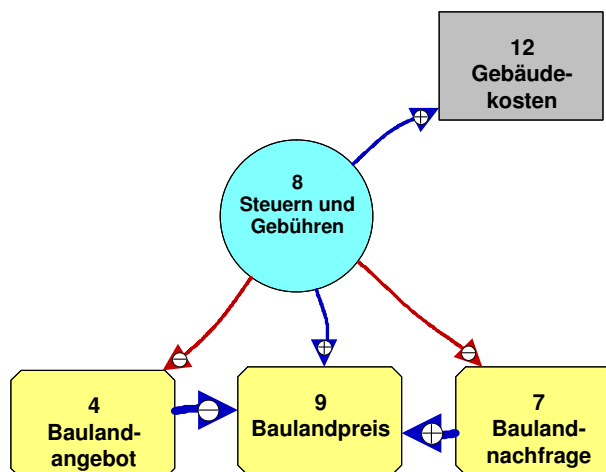 12
Gebäude-
kosten
8
Steuern und
Gebühren
4
Bauland-
angebot
9
Baulandpreis
7
Bauland-
nachfrage